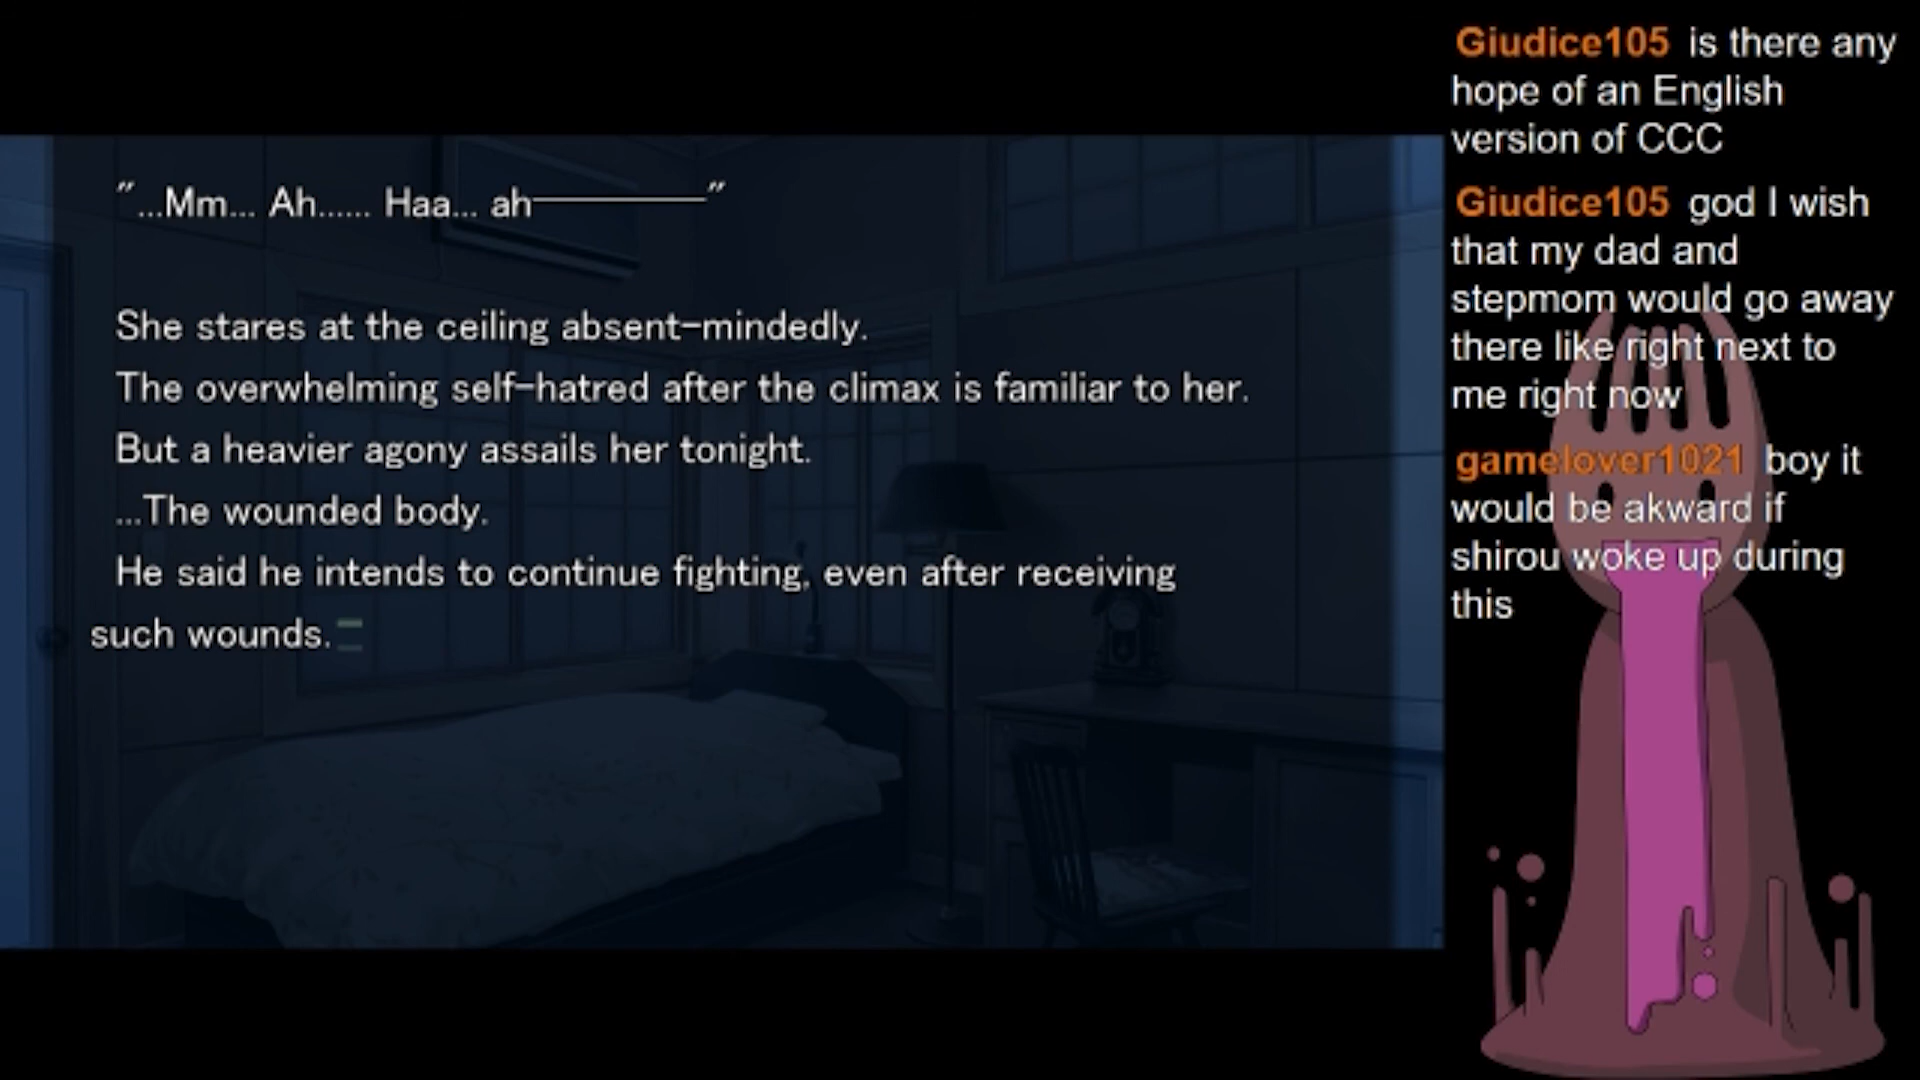 "...Mm... Ah...... Haa... ah————"
She stares at the ceiling absent-mindedly.
The overwhelming self-hatred after the climax is familiar to her.
But a heavier agony assails her tonight.
...The wounded body.
He said he intends to continue fighting, even after receiving
such wounds.
Giudice105 is there any
hope of an English
version of CCC
Giudice105 god I wish
that my dad and
stepmom would go away
there like right next to
me right now
gamelover1021 boy it
would be akward if
shirou woke up during
this